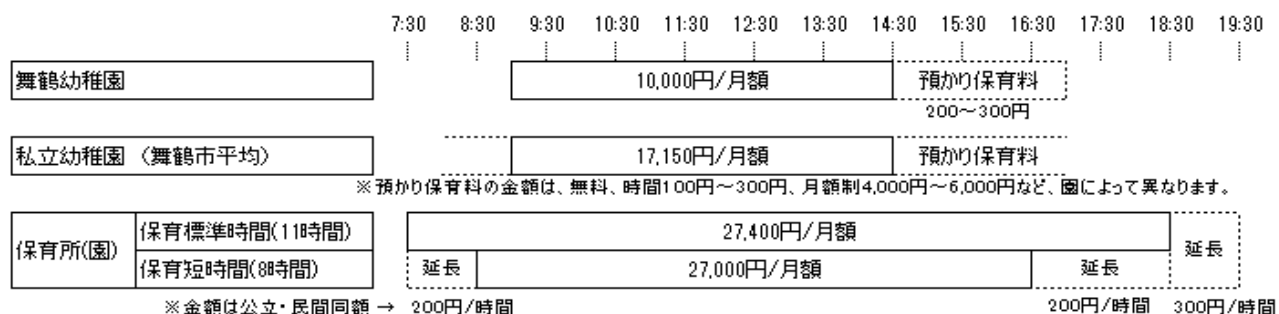 7:30 8:30 9:30 10:30 11:30 12:30 13:30 14:30 15:30 16:30 17:30 18:30 19:30
舞鶴幼稚園 10,000円/月額 預かり保育料
200～300円
私立幼稚園 （舞鶴市平均） 17,150円/月額 預かり保育料
※預かり保育料の金額は、無料、時間100円～300円、月額制4,000円～6,000円など、園によって異なります。
保育所(園) 保育標準時間(11時間) 27,400円/月額 延長
保育短時間(8時間) 延長 27,000円/月額 延長
※金額は公立・民間同額 → 200円/時間 200円/時間 300円/時間